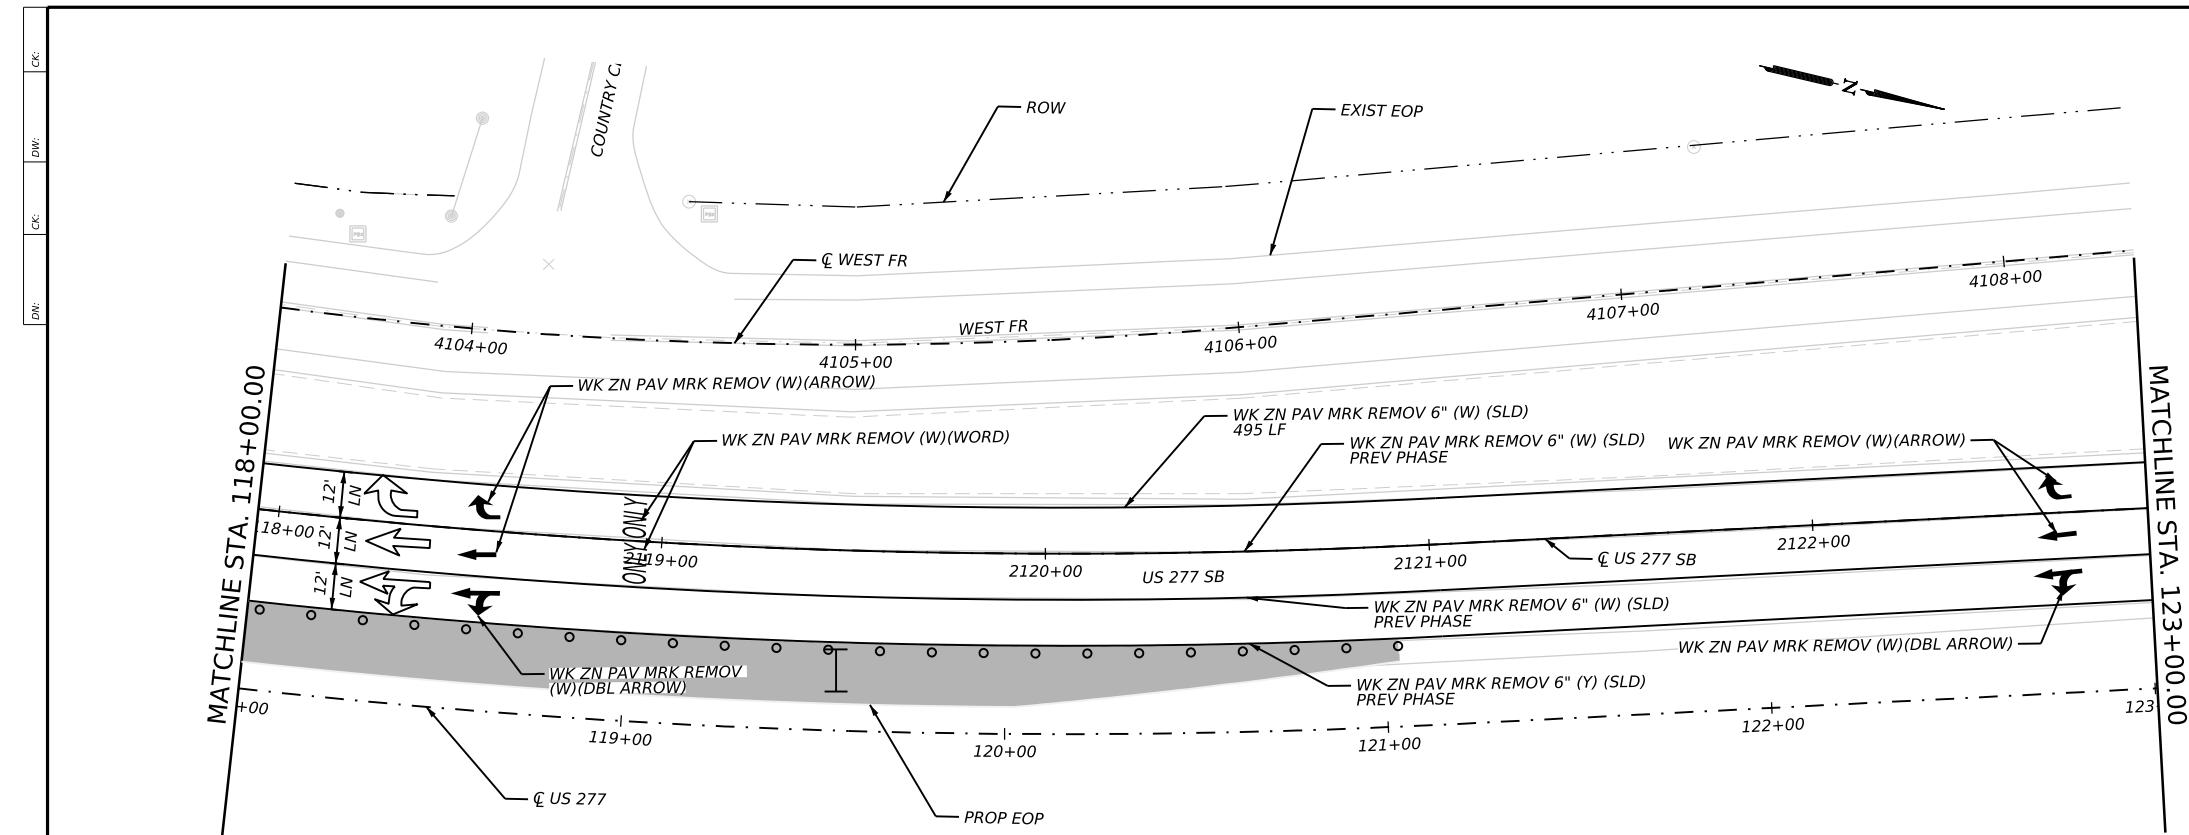 CK:
DW:
CK:
DN:
N
ROW
EXIST EOP
℄ WEST FR
WEST FR
4104+00
4105+00
4106+00
4107+00
4108+00
WK ZN PAV MRK REMOV (W)(ARROW)
WK ZN PAV MRK REMOV (W)(WORD)
WK ZN PAV MRK REMOV 6" (W) (SLD)
495 LF
WK ZN PAV MRK REMOV 6" (W) (SLD)
PREV PHASE
WK ZN PAV MRK REMOV (W)(ARROW)
MATCHLINE STA. 118+00.00
MATCHLINE STA. 123+00.00
12'
LN
12'
LN
12'
LN
18+00
ONLY
ONLY
2119+00
2120+00
US 277 SB
2121+00
℄ US 277 SB
2122+00
WK ZN PAV MRK REMOV 6" (W) (SLD)
PREV PHASE
WK ZN PAV MRK REMOV (W)(DBL ARROW)
WK ZN PAV MRK REMOV
(W)(DBL ARROW)
WK ZN PAV MRK REMOV 6" (Y) (SLD)
PREV PHASE
+00
119+00
120+00
121+00
122+00
123
℄ US 277
PROP EOP